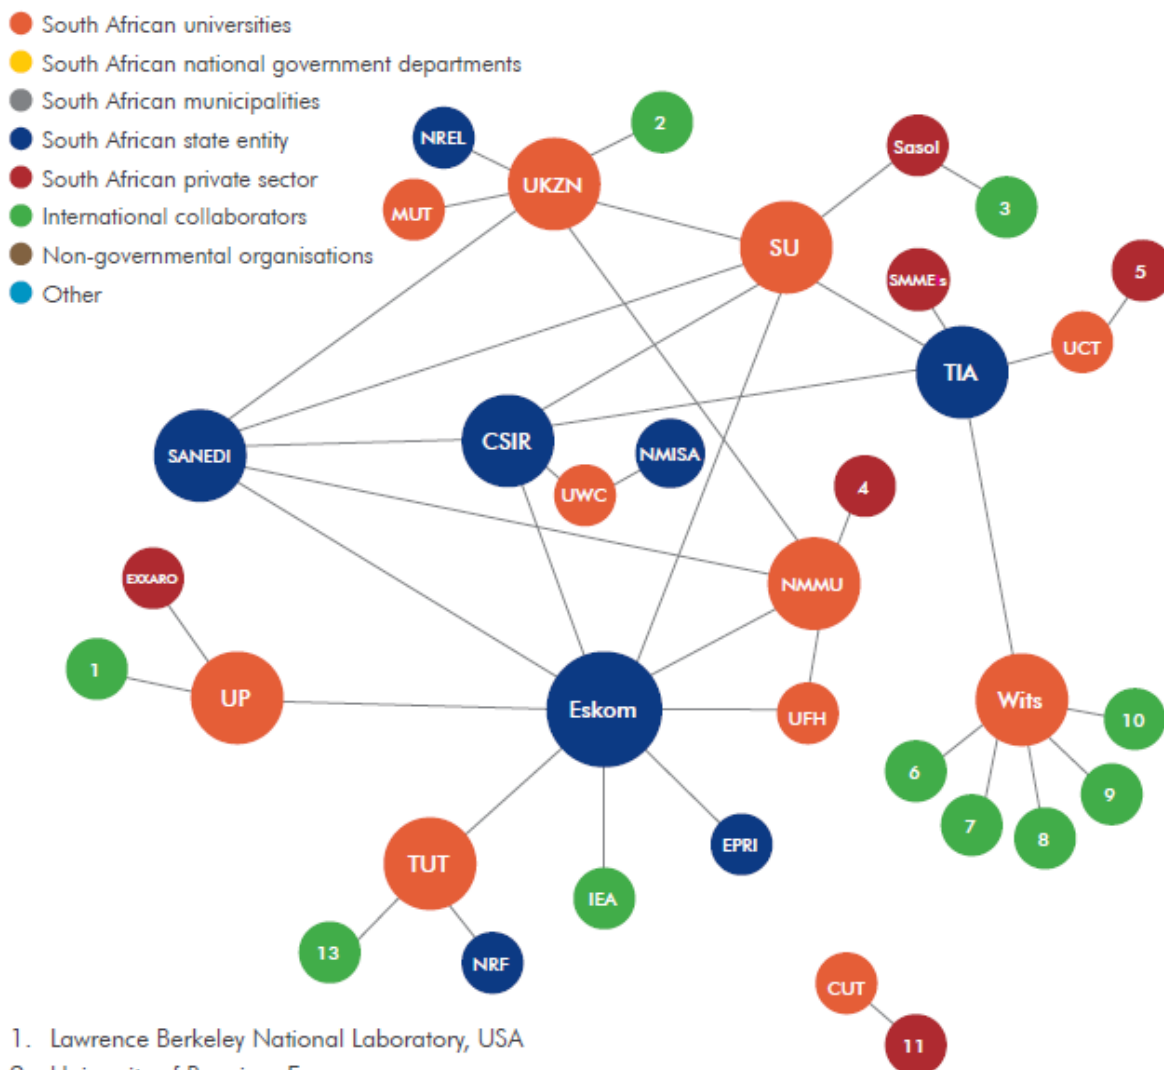 South African universities
South African national government departments
South African municipalities
South African state entity
South African private sector
International collaborators
Non-governmental organisations
Other
NREL
2
UKZN
MUT
Sasol
3
SU
SMMEs
5
UCT
TIA
SANEDI
CSIR
NMISA
UWC
4
NMMU
EXXARO
1
UP
Eskom
UFH
Wits
10
6
9
7
8
TUT
EPRI
IEA
13
NRF
CUT
11
1. Lawrence Berkeley National Laboratory, USA